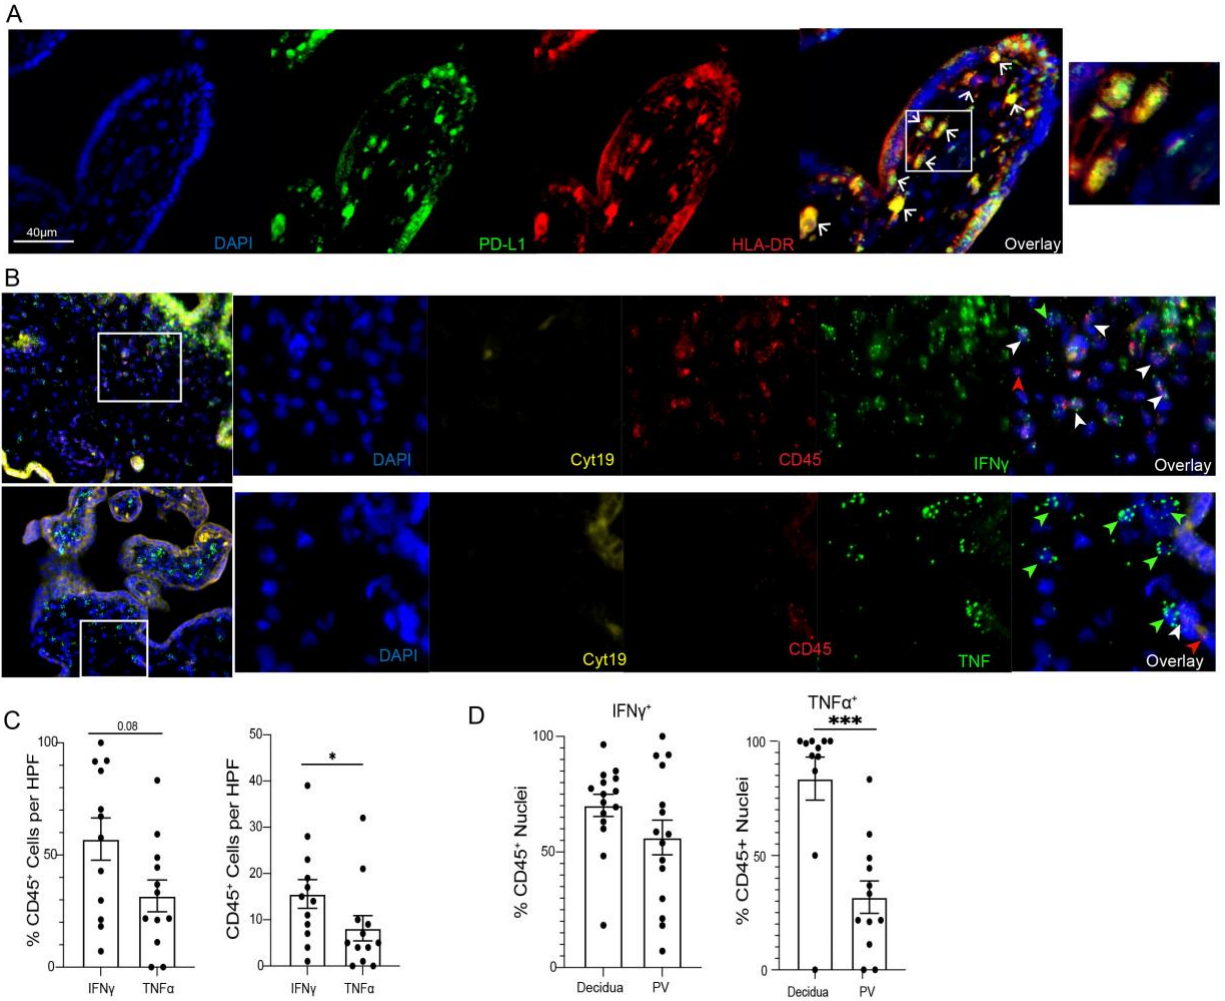 A
40µm
DAPI
PD-L1
HLA-DR
Overlay
B
DAPI
Cyt19
CD45
IFNγ
Overlay
DAPI
Cyt19
CD45
TNF
Overlay
C
0.08
% CD45⁺ Cells per HPF
100
50
0
IFNγ
TNFα
*
CD45⁺ Cells per HPF
50
40
30
20
10
0
IFNγ
TNFα
D
IFNγ⁺
% CD45⁺ Nuclei
100
50
0
Decidua
PV
TNFα⁺
***
% CD45+ Nuclei
100
50
0
Decidua
PV